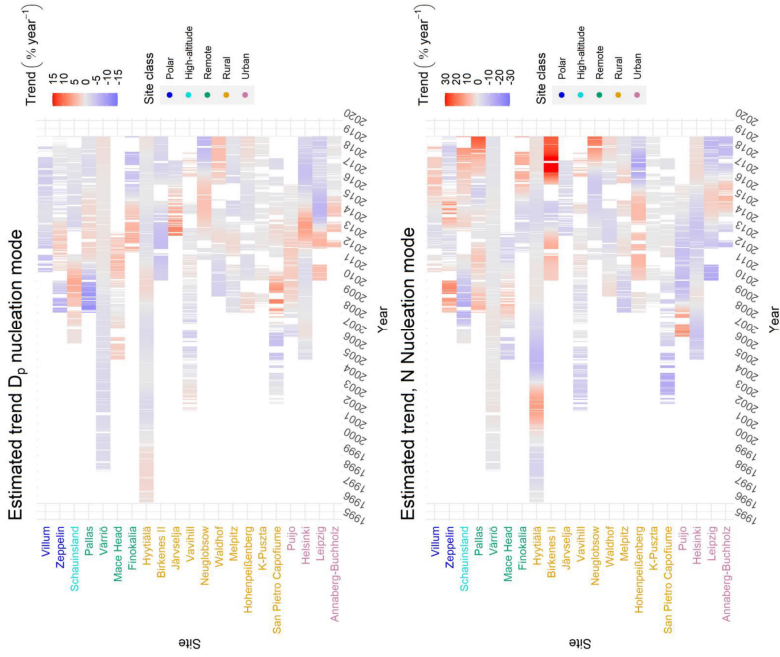 Estimated trend Dp nucleation mode
Site
Villum
Zeppelin
Schauinsland
Pallas
Värriö
Mace Head
Finokalia
Hyytiälä
Birkenes II
Järvselja
Vavihill
Neuglobsow
Waldhof
Melpitz
Hohenpeißenberg
K-Puszta
San Pietro Capofiume
Puijo
Helsinki
Leipzig
Annaberg-Buchholz
1995
1996
1997
1998
1999
2000
2001
2002
2003
2004
2005
2006
2007
2008
2009
2010
2011
2012
2013
2014
2015
2016
2017
2018
2019
2020
Year
Trend (% year−1)
15
10
5
0
-5
-10
-15
Site class
Polar
High-altitude
Remote
Rural
Urban
Estimated trend, N Nucleation mode
Site
Villum
Zeppelin
Schauinsland
Pallas
Värriö
Mace Head
Finokalia
Hyytiälä
Birkenes II
Järvselja
Vavihill
Neuglobsow
Waldhof
Melpitz
Hohenpeißenberg
K-Puszta
San Pietro Capofiume
Puijo
Helsinki
Leipzig
Annaberg-Buchholz
1995
1996
1997
1998
1999
2000
2001
2002
2003
2004
2005
2006
2007
2008
2009
2010
2011
2012
2013
2014
2015
2016
2017
2018
2019
2020
Year
Trend (% year−1)
30
20
10
0
-10
-20
-30
Site class
Polar
High-altitude
Remote
Rural
Urban